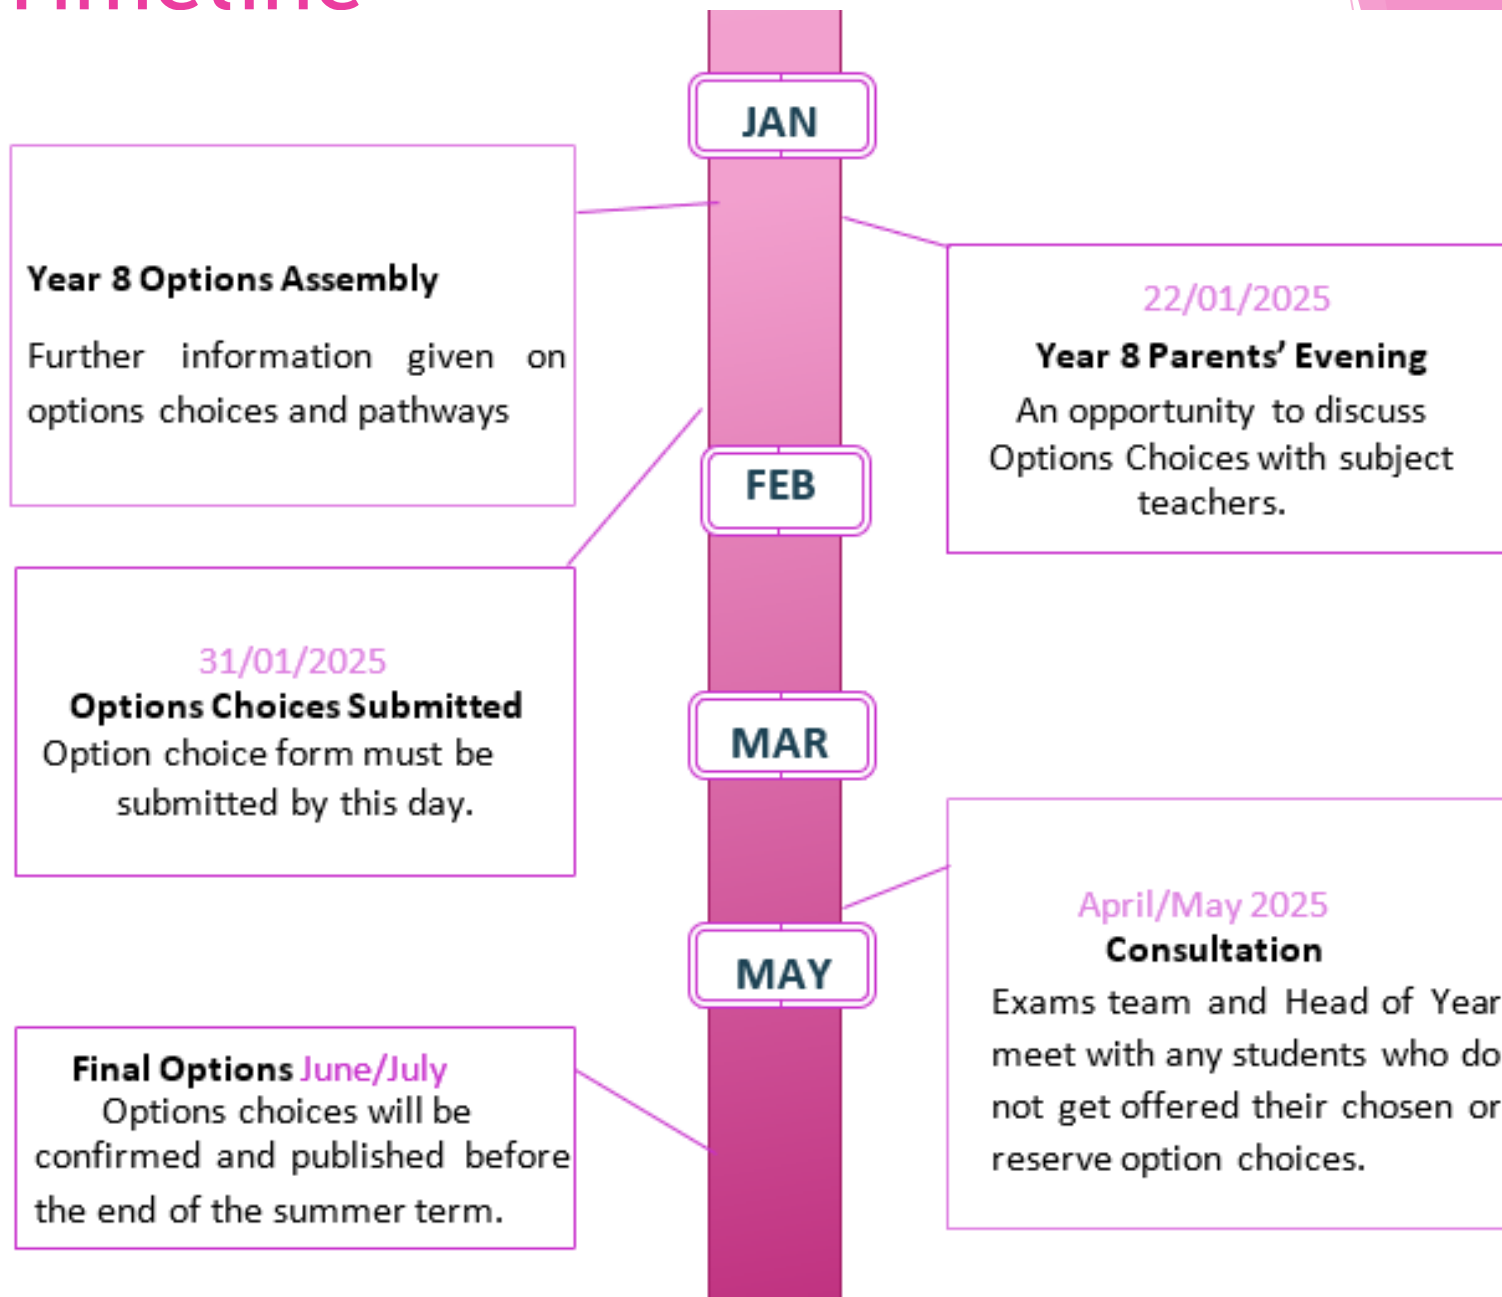 Timeline
JAN
Year 8 Options Assembly
Further information given on
options choices and pathways
22/01/2025
Year 8 Parents’ Evening
An opportunity to discuss
Options Choices with subject
teachers.
FEB
31/01/2025
Options Choices Submitted
Option choice form must be
submitted by this day.
MAR
April/May 2025
Consultation
Exams team and Head of Year
meet with any students who do
not get offered their chosen or
reserve option choices.
MAY
Final Options June/July
Options choices will be
confirmed and published before
the end of the summer term.